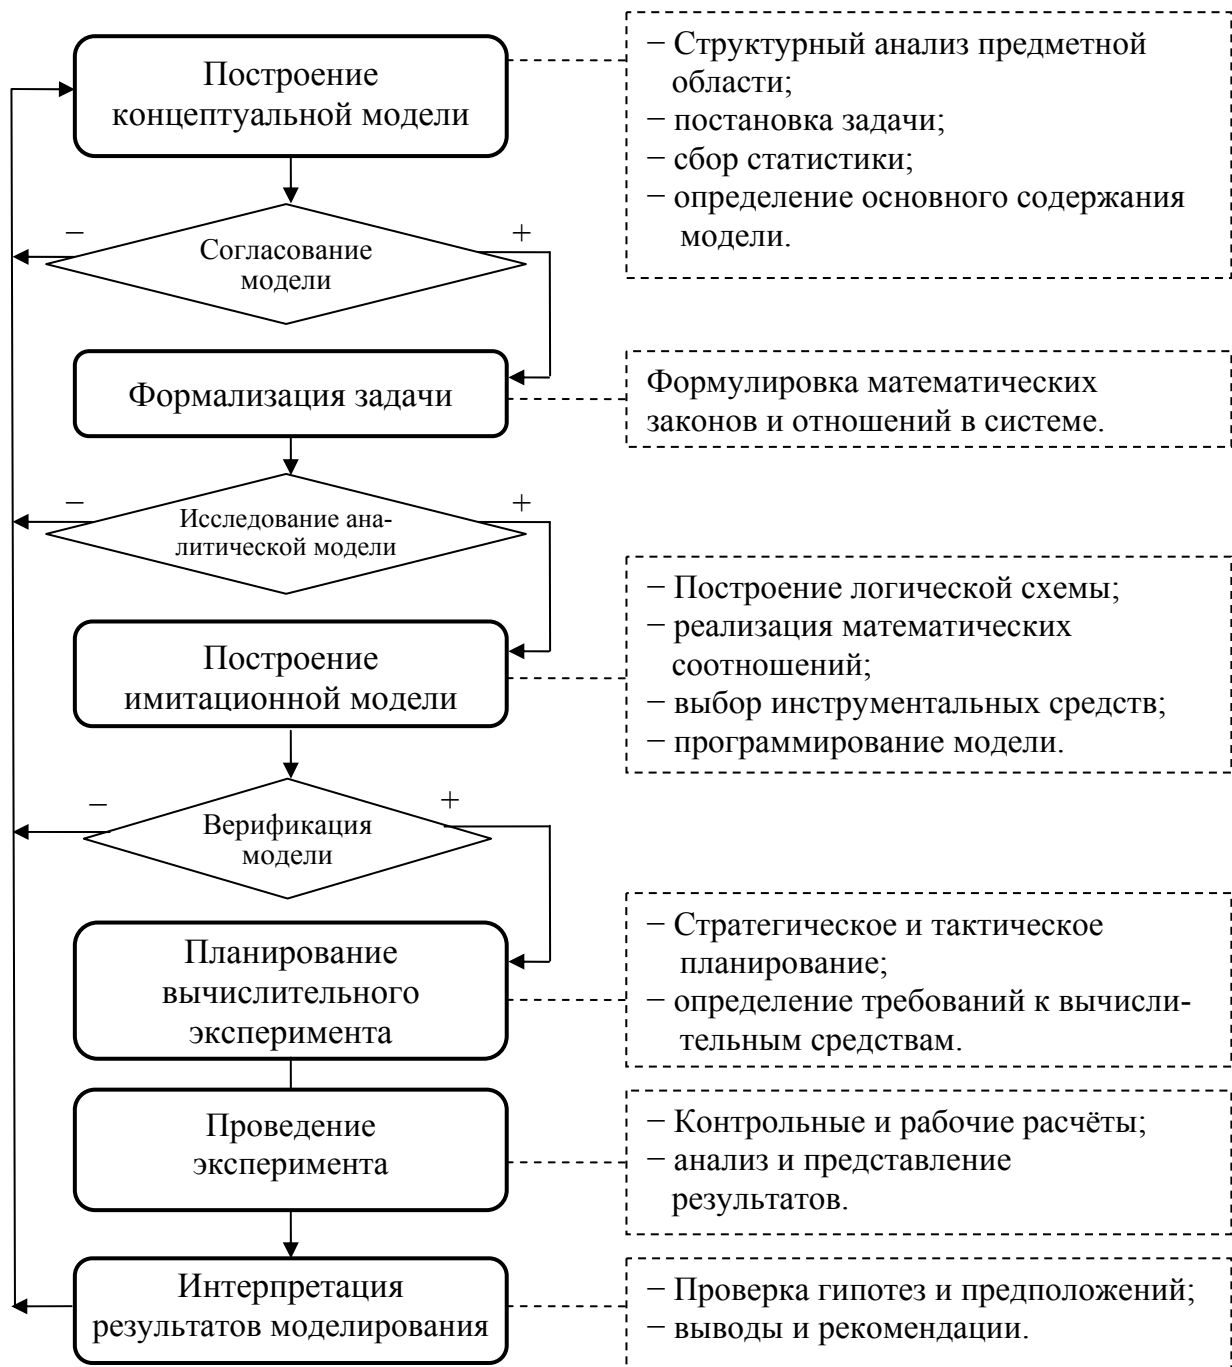 Построение
концептуальной модели
− Структурный анализ предметной
области;
− постановка задачи;
− сбор статистики;
− определение основного содержания
модели.
−
+
Согласование
модели
Формализация задачи
Формулировка математических
законов и отношений в системе.
−
+
Исследование ана-
литической модели
Построение
имитационной модели
− Построение логической схемы;
− реализация математических
соотношений;
− выбор инструментальных средств;
− программирование модели.
−
+
Верификация
модели
Планирование
вычислительного
эксперимента
− Стратегическое и тактическое
планирование;
− определение требований к вычисли-
тельным средствам.
Проведение
эксперимента
− Контрольные и рабочие расчёты;
− анализ и представление
результатов.
Интерпретация
результатов моделирования
− Проверка гипотез и предположений;
− выводы и рекомендации.